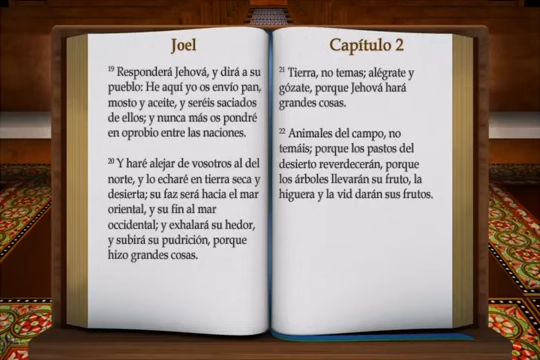 Joel
19 Responderá Jehová, y dirá a su
pueblo: He aquí yo os envío pan,
mosto y aceite, y seréis saciados
de ellos; y nunca más os pondré
en oprobio entre las naciones.
20 Y haré alejar de vosotros al del
norte, y lo echaré en tierra seca y
desierta; su faz será hacia el mar
oriental, y su fin al mar
occidental; y exhalará su hedor,
y subirá su pudrición, porque
hizo grandes cosas.
Capítulo 2
21 Tierra, no temas; alégrate y
gózate, porque Jehová hará
grandes cosas.
22 Animales del campo, no
temáis; porque los pastos del
desierto reverdecerán, porque
los árboles llevarán su fruto, la
higuera y la vid darán sus frutos.